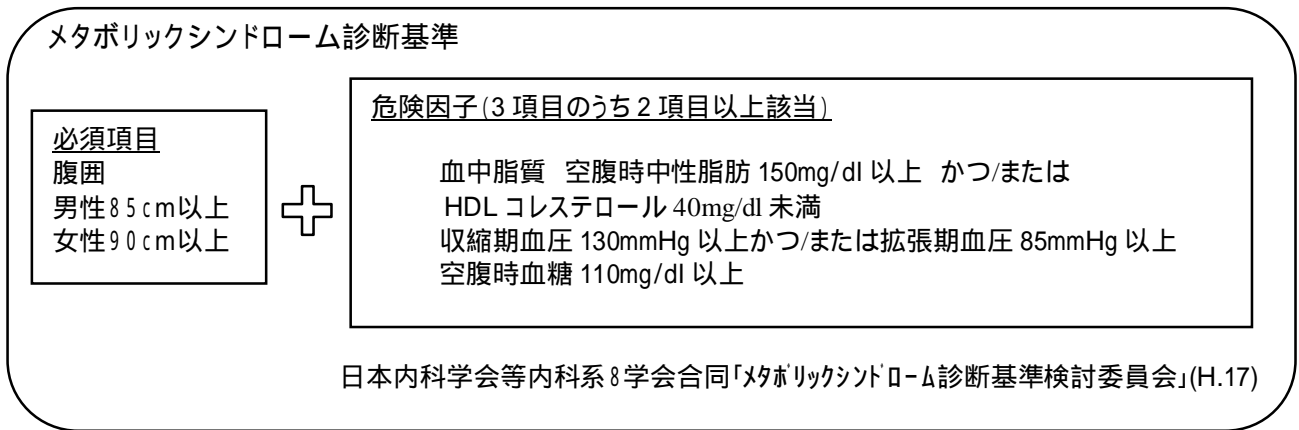 メタボリックシンドローム診断基準
必須項目
腹囲
男性85cm以上
女性90cm以上
危険因子(3項目のうち2項目以上該当)
血中脂質 空腹時中性脂肪 150mg/dl 以上 かつ/または
HDL コレステロール 40mg/dl 未満
収縮期血圧 130mmHg 以上かつ/または拡張期血圧 85mmHg 以上
空腹時血糖 110mg/dl 以上
日本内科学会等内科系8学会合同「ﾒﾀﾎﾞﾘｯｸｼﾝﾄﾞﾛｰﾑ診断基準検討委員会」(H.17)